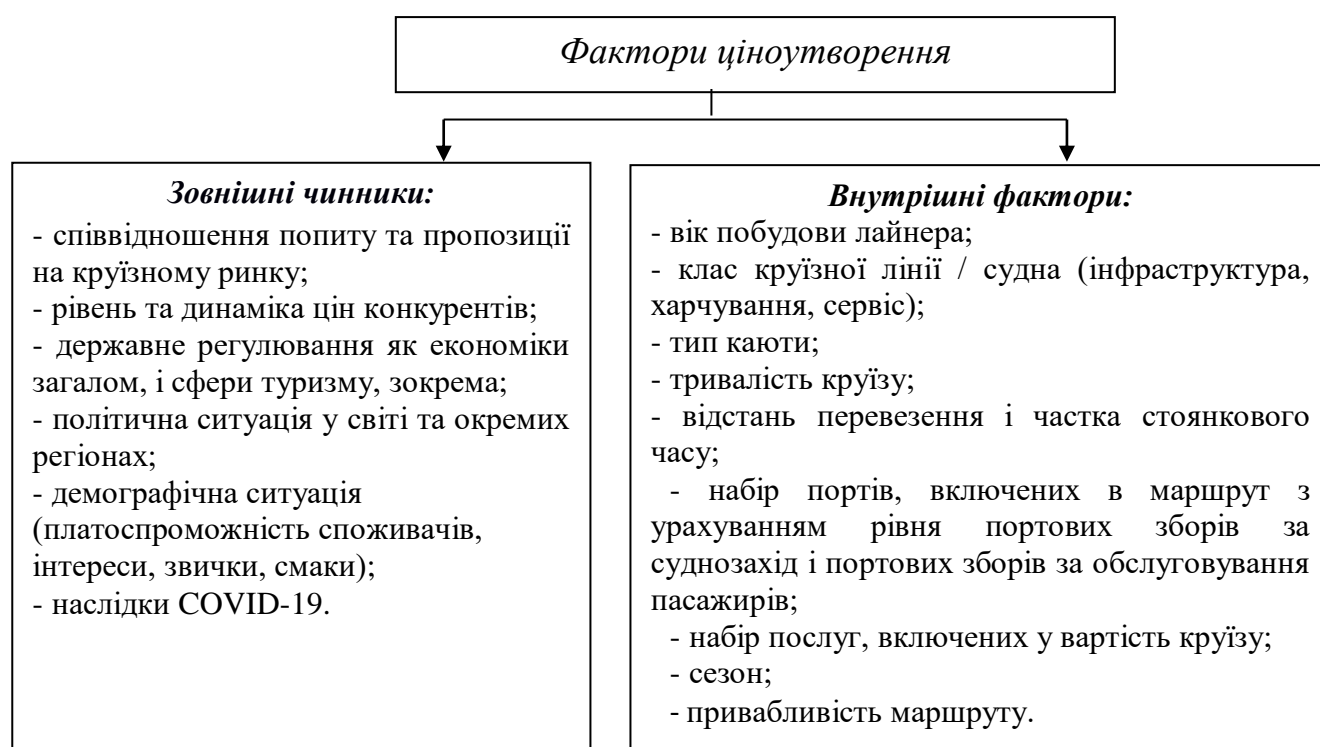 Фактори ціноутворення
Зовнішні чинники:
- співвідношення попиту та пропозиції
на круїзному ринку;
- рівень та динаміка цін конкурентів;
- державне регулювання як економіки
загалом, і сфери туризму, зокрема;
- політична ситуація у світі та окремих
регіонах;
- демографічна ситуація
(платоспроможність споживачів,
інтереси, звички, смаки);
- наслідки COVID-19.
Внутрішні фактори:
- вік побудови лайнера;
- клас круїзної лінії / судна (інфраструктура,
харчування, сервіс);
- тип каюти;
- тривалість круїзу;
- відстань перевезення і частка стоянкового
часу;
- набір портів, включених в маршрут з
урахуванням рівня портових зборів за
суднозахід і портових зборів за обслуговування
пасажирів;
- набір послуг, включених у вартість круїзу;
- сезон;
- привабливість маршруту.